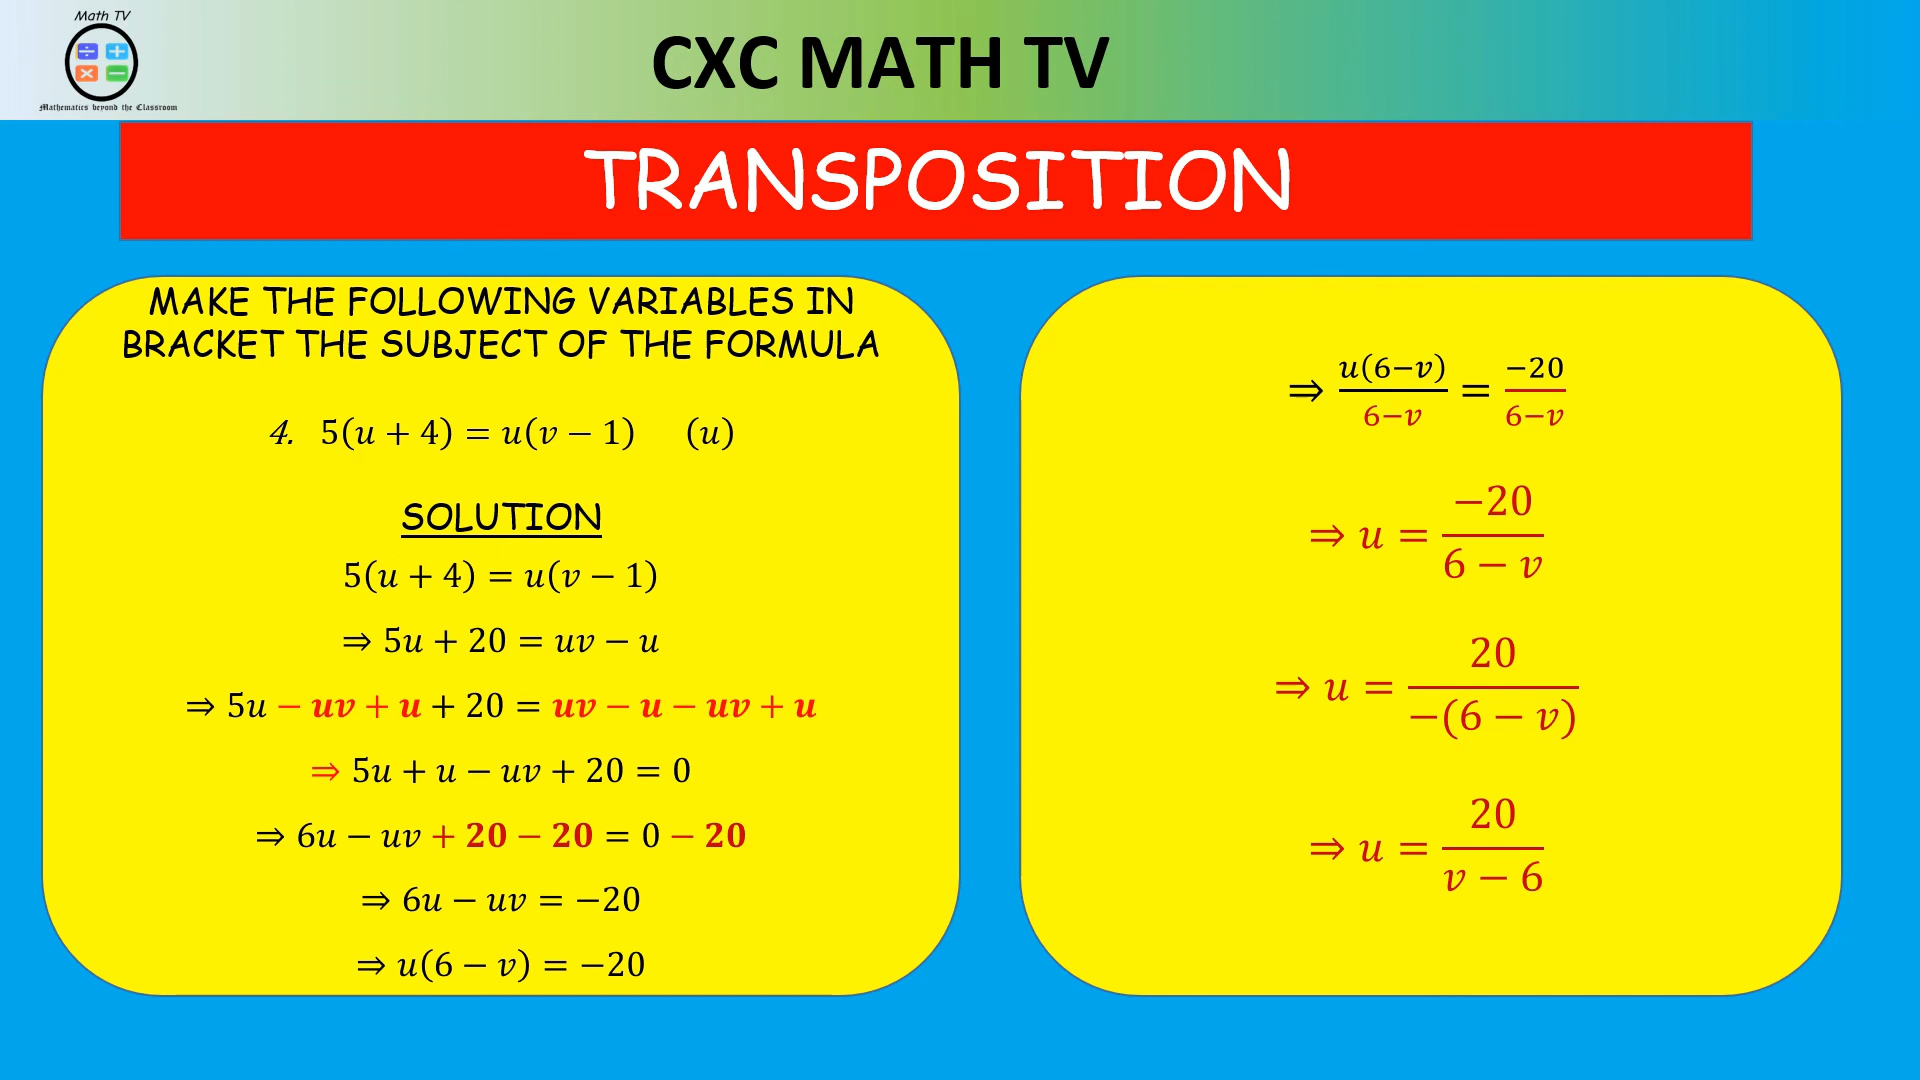 Math TV
Mathematics beyond the Classroom
CXC MATH TV
TRANSPOSITION
MAKE THE FOLLOWING VARIABLES IN
BRACKET THE SUBJECT OF THE FORMULA
4. 5(u + 4) = u(v − 1) (u)
SOLUTION
5(u + 4) = u(v − 1)
⇒ 5u + 20 = uv − u
⇒ 5u − uv + u + 20 = uv − u − uv + u
⇒ 5u + u − uv + 20 = 0
⇒ 6u − uv + 20 − 20 = 0 − 20
⇒ 6u − uv = −20
⇒ u(6 − v) = −20
⇒ u(6−v)/6−v = −20/6−v
⇒ u = −20/6 − v
⇒ u = 20/−(6 − v)
⇒ u = 20/v − 6